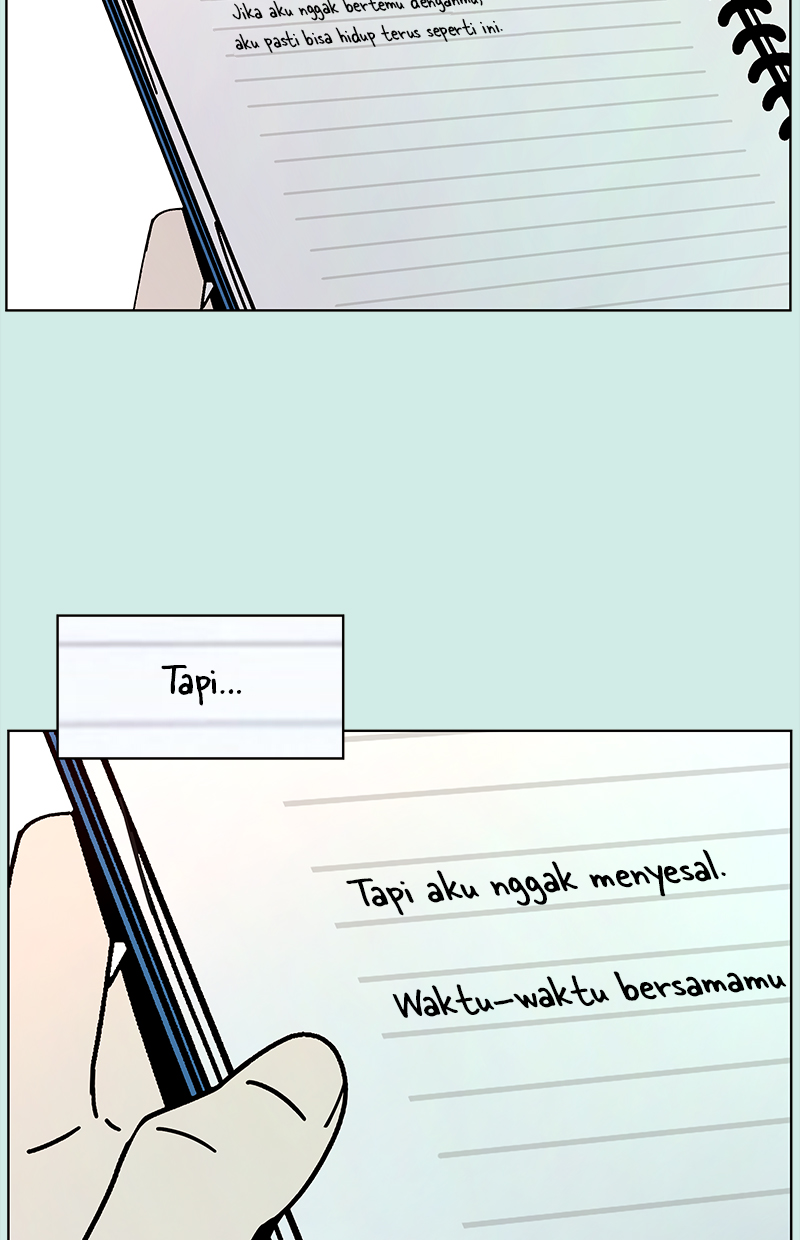 Jika aku nggak bertemu denganmu,
aku pasti bisa hidup terus seperti ini.
Tapi...
Tapi aku nggak menyesal.
Waktu-waktu bersamamu